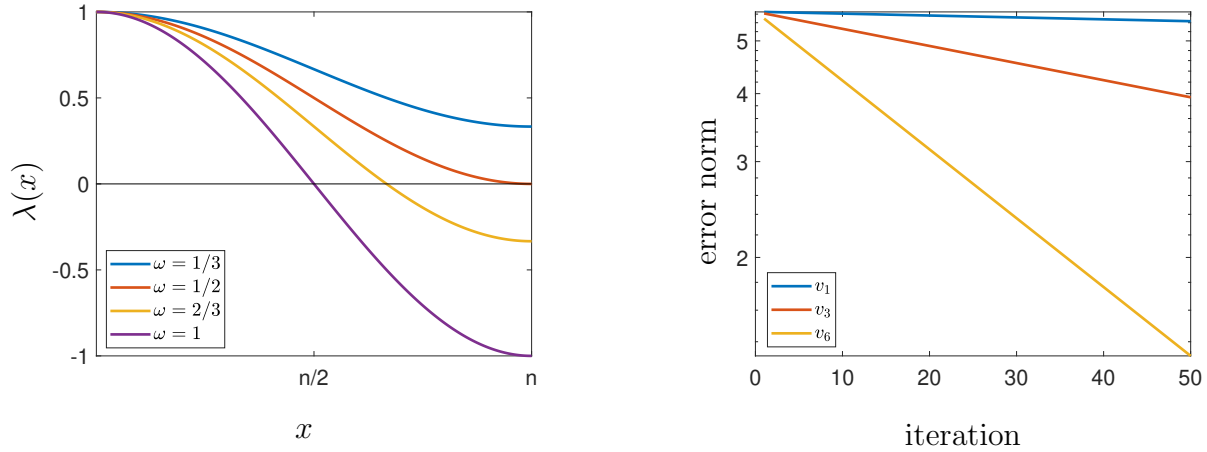 1
0.5
0
-0.5
-1
λ(x)
ω = 1/3
ω = 1/2
ω = 2/3
ω = 1
n/2
n
x
5
4
3
2
error norm
v₁
v₃
v₆
0
10
20
30
40
50
iteration